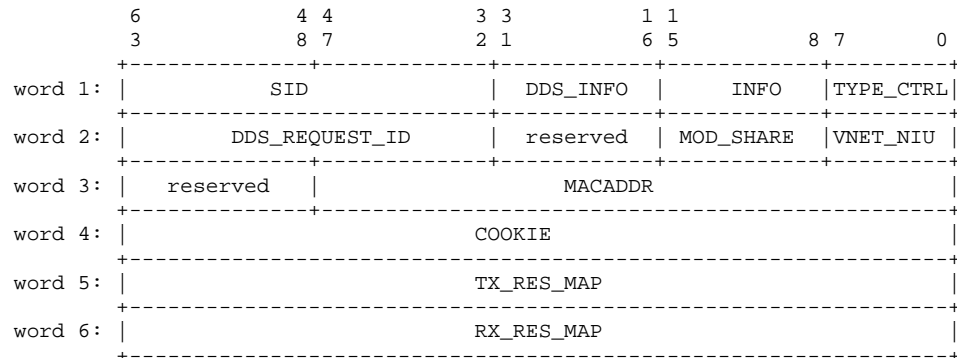 6 4 4 3 3 1 1
3 8 7 2 1 6 5 8 7 0
word 1: | SID | DDS_INFO | INFO |TYPE_CTRL|
word 2: | DDS_REQUEST_ID | reserved | MOD_SHARE |VNET_NIU |
word 3: | reserved | MACADDR |
word 4: | COOKIE |
word 5: | TX_RES_MAP |
word 6: | RX_RES_MAP |